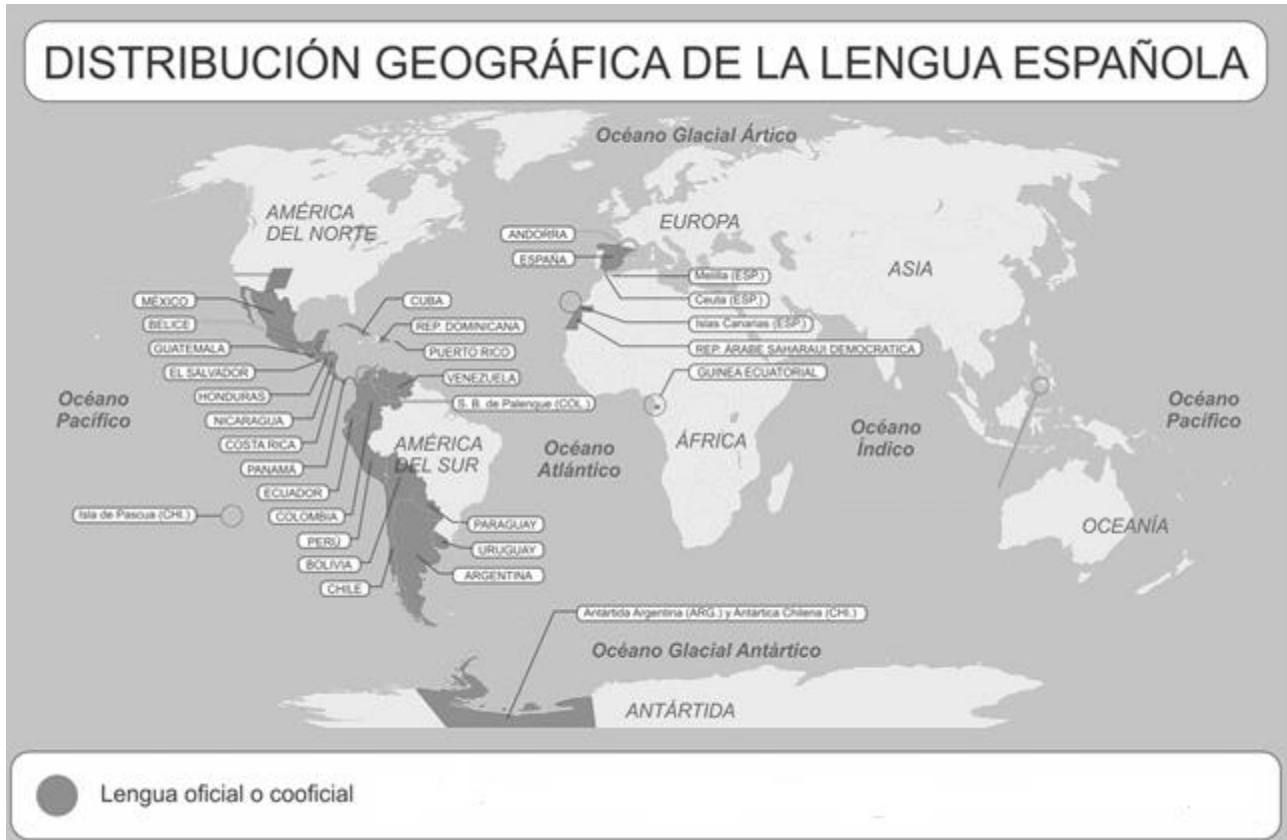 DISTRIBUCIÓN GEOGRÁFICA DE LA LENGUA ESPAÑOLA
Océano Glacial Ártico
AMÉRICA
DEL NORTE
EUROPA
ASIA
ANDORRA
ESPAÑA
Melilla (ESP.)
Ceuta (ESP.)
Islas Canarias (ESP.)
REP. ÁRABE SAHARAUI DEMOCRATICA
GUINEA ECUATORIAL
MÉXICO
BELICE
GUATEMALA
EL SALVADOR
HONDURAS
NICARAGUA
COSTA RICA
PANAMÁ
ECUADOR
COLOMBIA
PERÚ
BOLIVIA
CHILE
CUBA
REP. DOMINICANA
PUERTO RICO
VENEZUELA
S. B. de Palenque (COL.)
Océano
Pacífico
AMÉRICA
DEL SUR
Océano
Atlántico
ÁFRICA
Océano
Índico
Océano
Pacífico
Isla de Pascua (CHI.)
PARAGUAY
URUGUAY
ARGENTINA
OCEANÍA
Antártida Argentina (ARG.) y Antártica Chilena (CHI.)
Océano Glacial Antártico
ANTÁRTIDA
Lengua oficial o cooficial